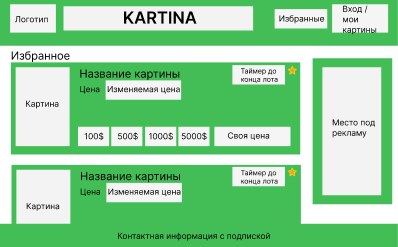 Логотип
KARTINA
Избранные
Вход /
мои
картины
Избранное
Картина
Название картины
Цена Изменяемая цена
Таймер до
конца лота
100$ 500$ 1000$ 5000$ Своя цена
Место под
рекламу
Картина
Название картины
Цена Изменяемая цена
Таймер до
конца лота
Контактная информация с подпиской